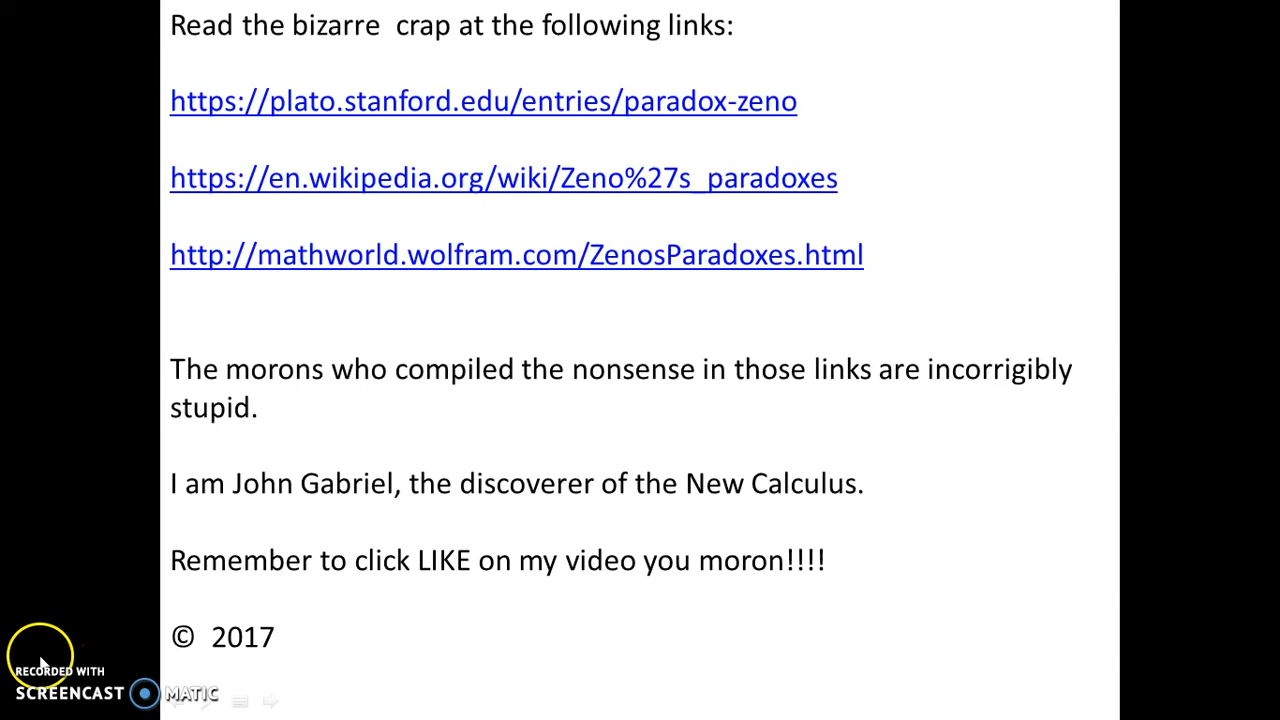 Read the bizarre  crap at the following links:
https://plato.stanford.edu/entries/paradox-zeno
https://en.wikipedia.org/wiki/Zeno%27s_paradoxes
http://mathworld.wolfram.com/ZenosParadoxes.html
The morons who compiled the nonsense in those links are incorrigibly
stupid.
I am John Gabriel, the discoverer of the New Calculus.
Remember to click LIKE on my video you moron!!!!
©  2017
RECORDED WITH
SCREENCAST MATIC